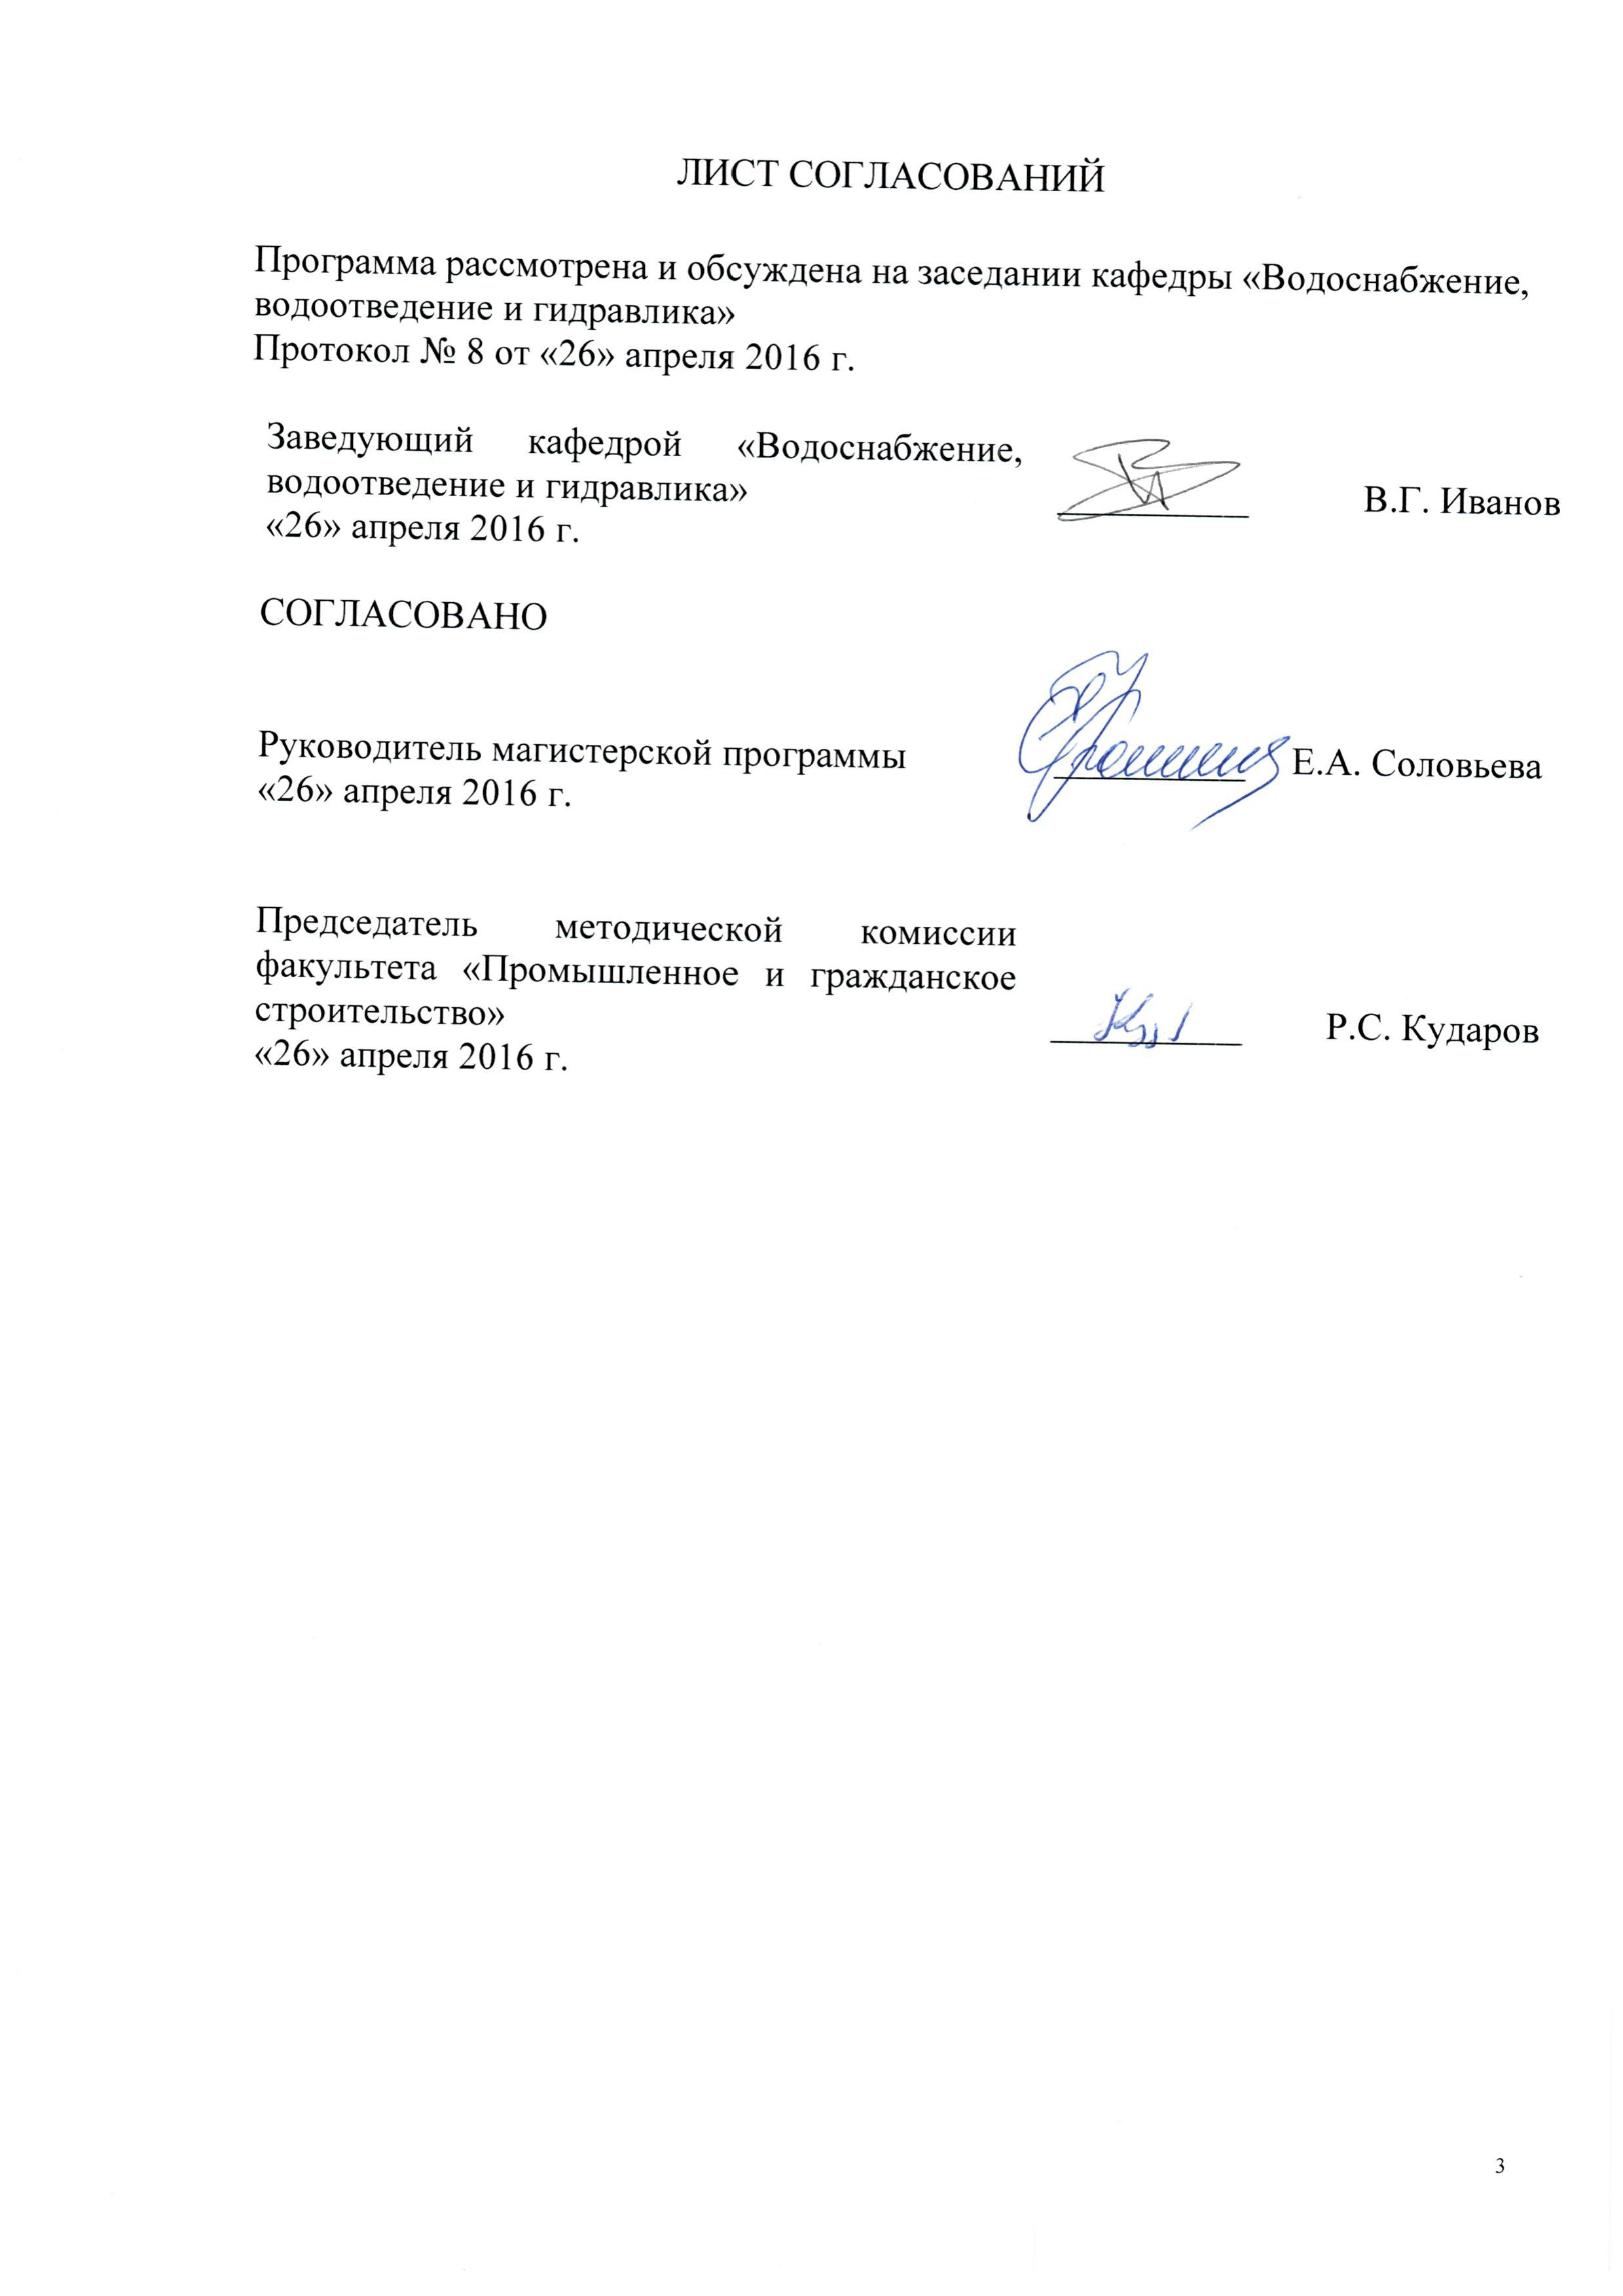 ЛИСТ СОГЛАСОВАНИЙ
Программа рассмотрена и обсуждена на заседании кафедры «Водоснабжение,
водоотведение и гидравлика»
Протокол № 8 от «26» апреля 2016 г.
Заведующий кафедрой «Водоснабжение,
водоотведение и гидравлика»
В.Г. Иванов
«26» апреля 2016 г.
СОГЛАСОВАНО
Руководитель магистерской программы
Е.А. Соловьева
«26» апреля 2016 г.
Председатель методической комиссии
факультета «Промышленное и гражданское
строительство»
Р.С. Кударов
«26» апреля 2016 г.
3